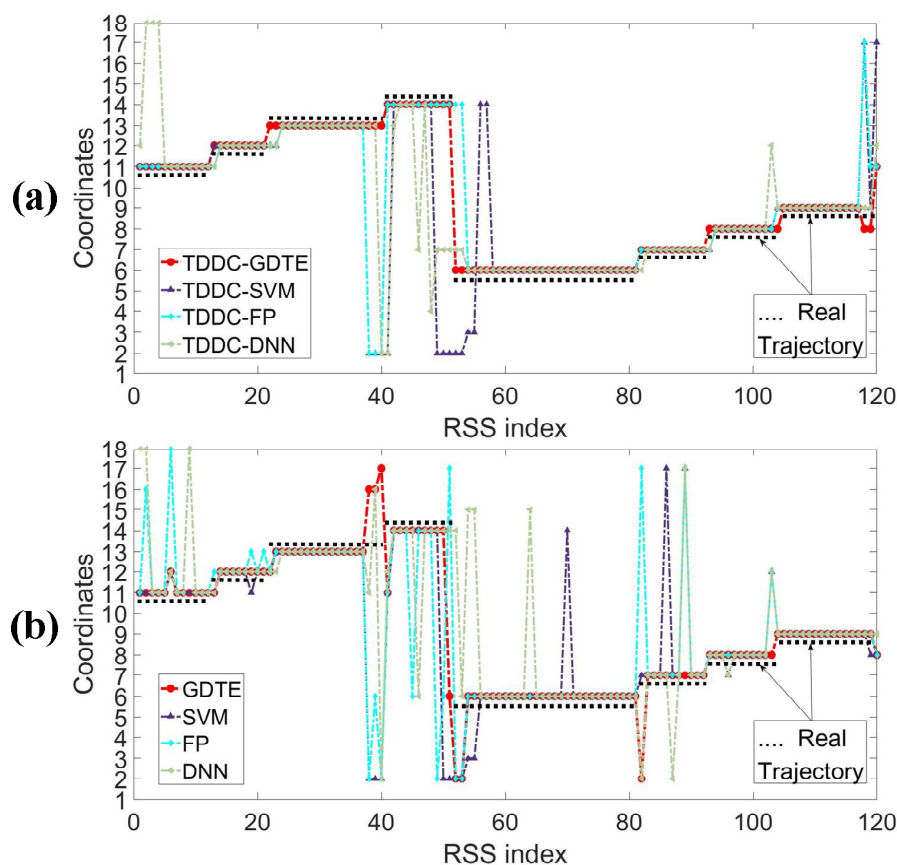 (a)
Coordinates
18
17
16
15
14
13
12
11
10
9
8
7
6
5
4
3
2
1
TDDC-GDTE
TDDC-SVM
TDDC-FP
TDDC-DNN
.... Real
Trajectory
0 20 40 60 80 100 120
RSS index
(b)
Coordinates
18
17
16
15
14
13
12
11
10
9
8
7
6
5
4
3
2
1
GDTE
SVM
FP
DNN
.... Real
Trajectory
0 20 40 60 80 100 120
RSS index